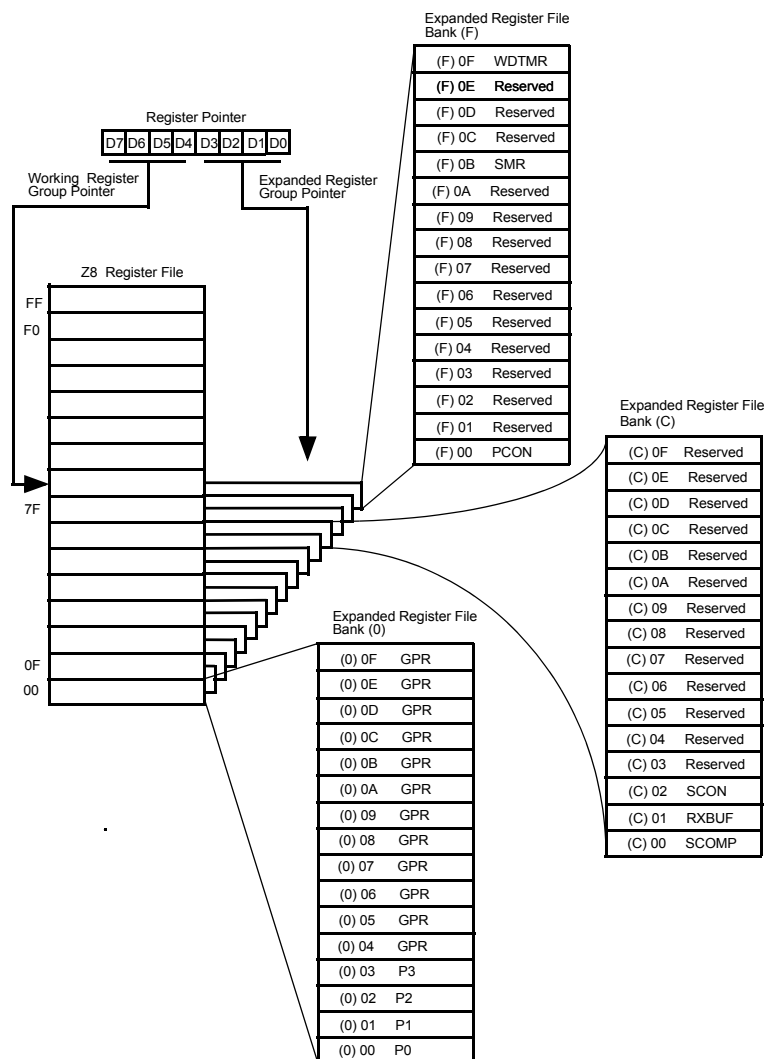 Expanded Register File
Bank (F)
(F) 0F WDTMR
(F) 0E Reserved
(F) 0D Reserved
(F) 0C Reserved
(F) 0B SMR
(F) 0A Reserved
(F) 09 Reserved
(F) 08 Reserved
(F) 07 Reserved
(F) 06 Reserved
(F) 05 Reserved
(F) 04 Reserved
(F) 03 Reserved
(F) 02 Reserved
(F) 01 Reserved
(F) 00 PCON
Register Pointer
D7 D6 D5 D4 D3 D2 D1 D0
Working Register
Group Pointer
Expanded Register
Group Pointer
Z8 Register File
FF
F0
7F
0F
00
Expanded Register File
Bank (C)
(C) 0F Reserved
(C) 0E Reserved
(C) 0D Reserved
(C) 0C Reserved
(C) 0B Reserved
(C) 0A Reserved
(C) 09 Reserved
(C) 08 Reserved
(C) 07 Reserved
(C) 06 Reserved
(C) 05 Reserved
(C) 04 Reserved
(C) 03 Reserved
(C) 02 SCON
(C) 01 RXBUF
(C) 00 SCOMP
Expanded Register File
Bank (0)
(0) 0F GPR
(0) 0E GPR
(0) 0D GPR
(0) 0C GPR
(0) 0B GPR
(0) 0A GPR
(0) 09 GPR
(0) 08 GPR
(0) 07 GPR
(0) 06 GPR
(0) 05 GPR
(0) 04 GPR
(0) 03 P3
(0) 02 P2
(0) 01 P1
(0) 00 P0